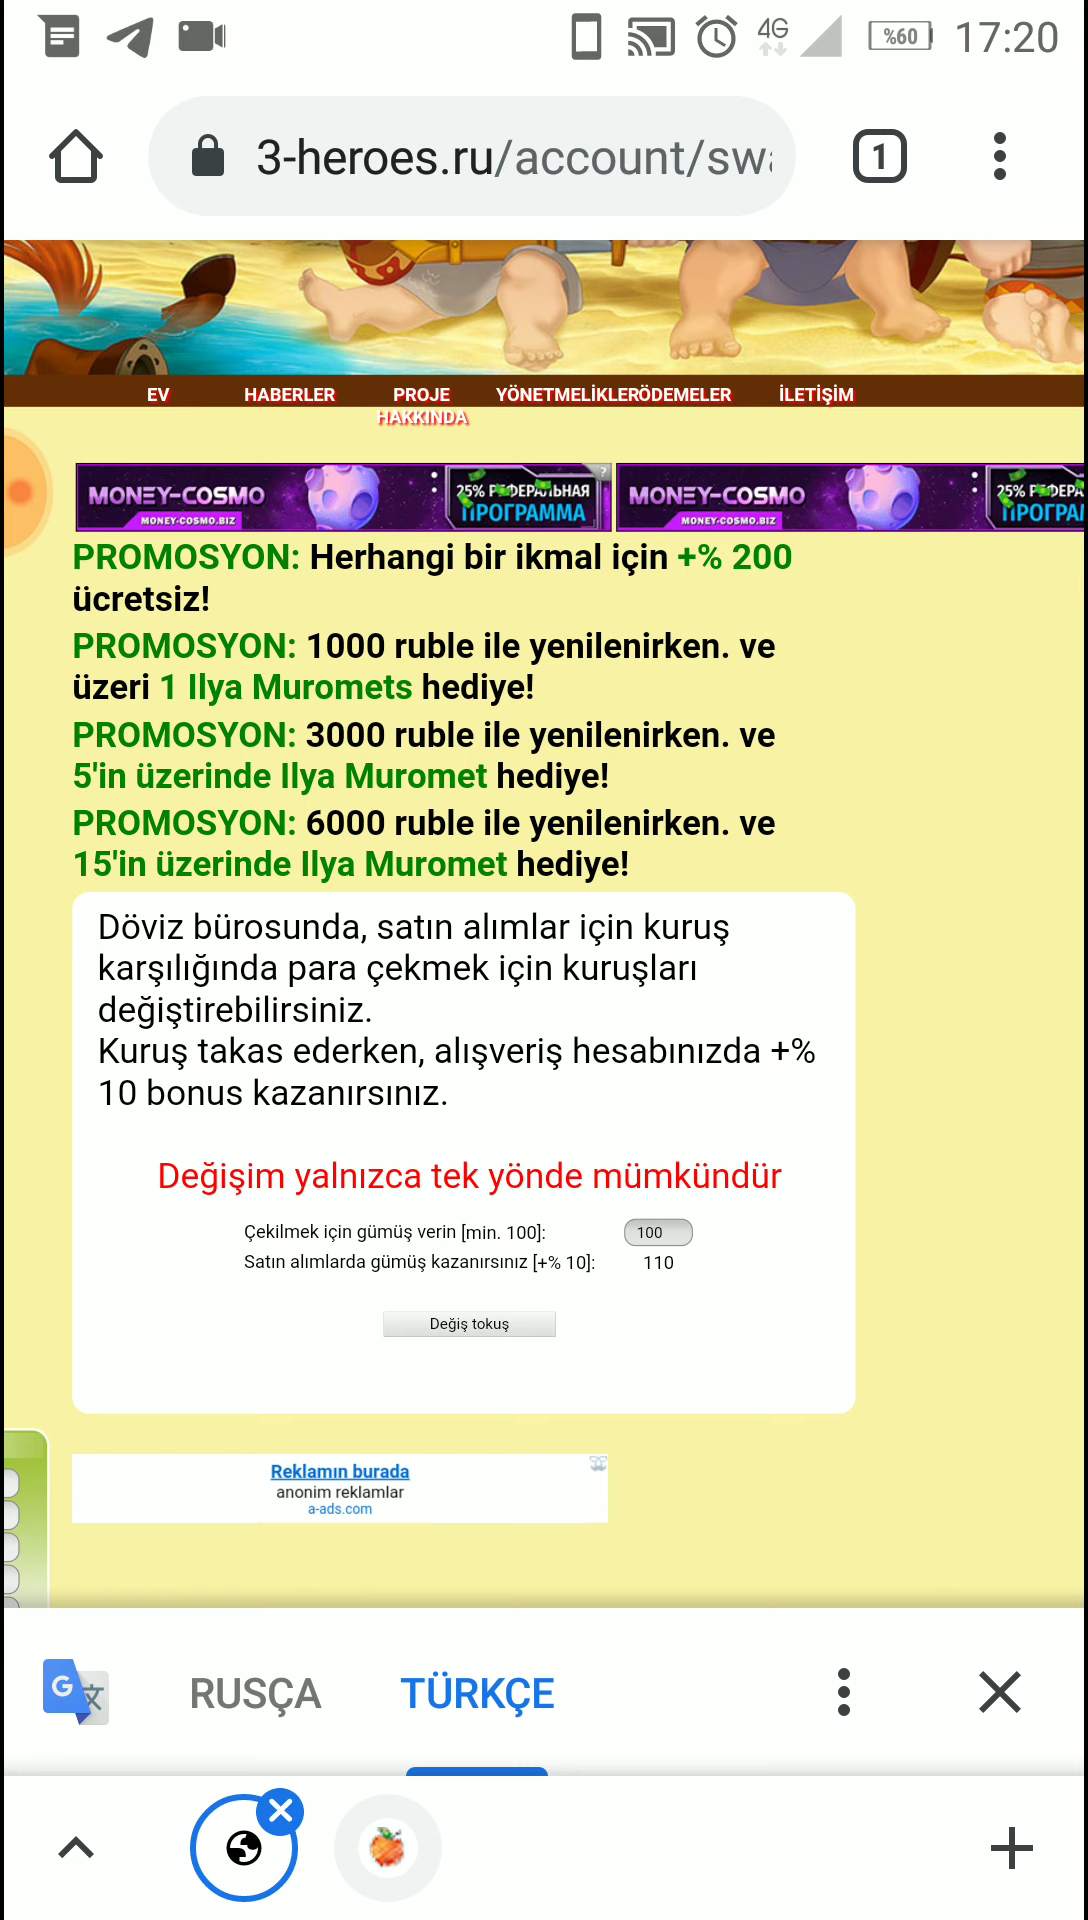 4G
%60
17:20
3-heroes.ru/account/swa
1
EV
HABERLER
PROJE
HAKKINDA
YÖNETMELİKLER
ÖDEMELER
İLETİŞİM
MONEY-COSMO
MONEY-COSMO.BIZ
25% РЕФЕРАЛЬНАЯ
ПРОГРАММА
?
MONEY-COSMO
MONEY-COSMO.BIZ
PROMOSYON: Herhangi bir ikmal için +% 200
ücretsiz!
PROMOSYON: 1000 ruble ile yenilenirken. ve
üzeri 1 Ilya Muromets hediye!
PROMOSYON: 3000 ruble ile yenilenirken. ve
5'in üzerinde Ilya Muromet hediye!
PROMOSYON: 6000 ruble ile yenilenirken. ve
15'in üzerinde Ilya Muromet hediye!
Döviz bürosunda, satın alımlar için kuruş
karşılığında para çekmek için kuruşları
değiştirebilirsiniz.
Kuruş takas ederken, alışveriş hesabınızda +%
10 bonus kazanırsınız.
Değişim yalnızca tek yönde mümkündür
Çekilmek için gümüş verin [min. 100]: 100
Satın alımlarda gümüş kazanırsınız [+% 10]: 110
Değiş tokuş
Reklamın burada
anonim reklamlar
a-ads.com
G
文
RUSÇA
TÜRKÇE